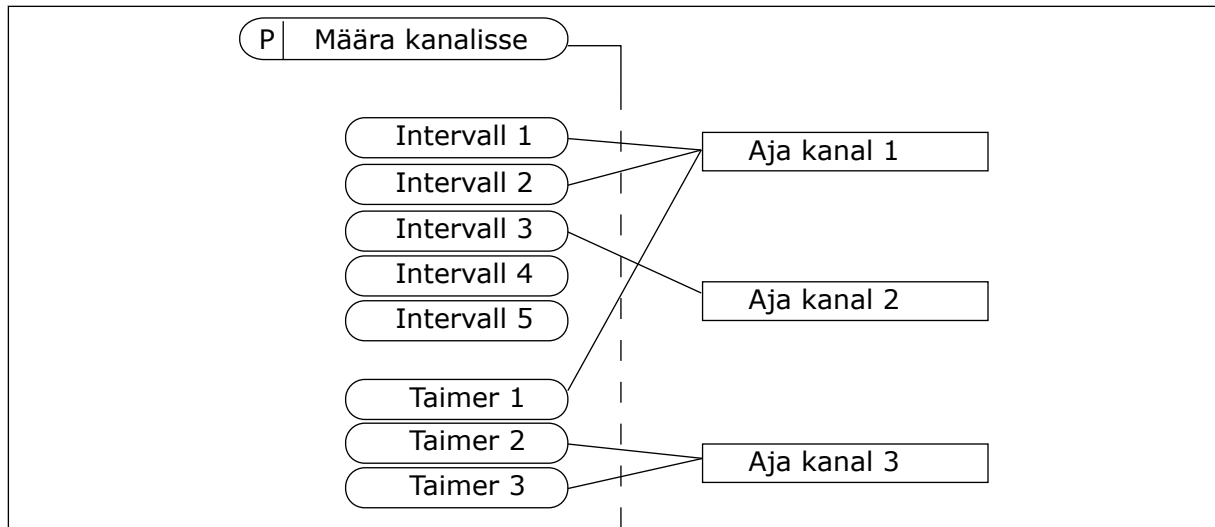 P Määra kanalisse
Intervall 1
Intervall 2
Intervall 3
Intervall 4
Intervall 5
Taimer 1
Taimer 2
Taimer 3
Aja kanal 1
Aja kanal 2
Aja kanal 3